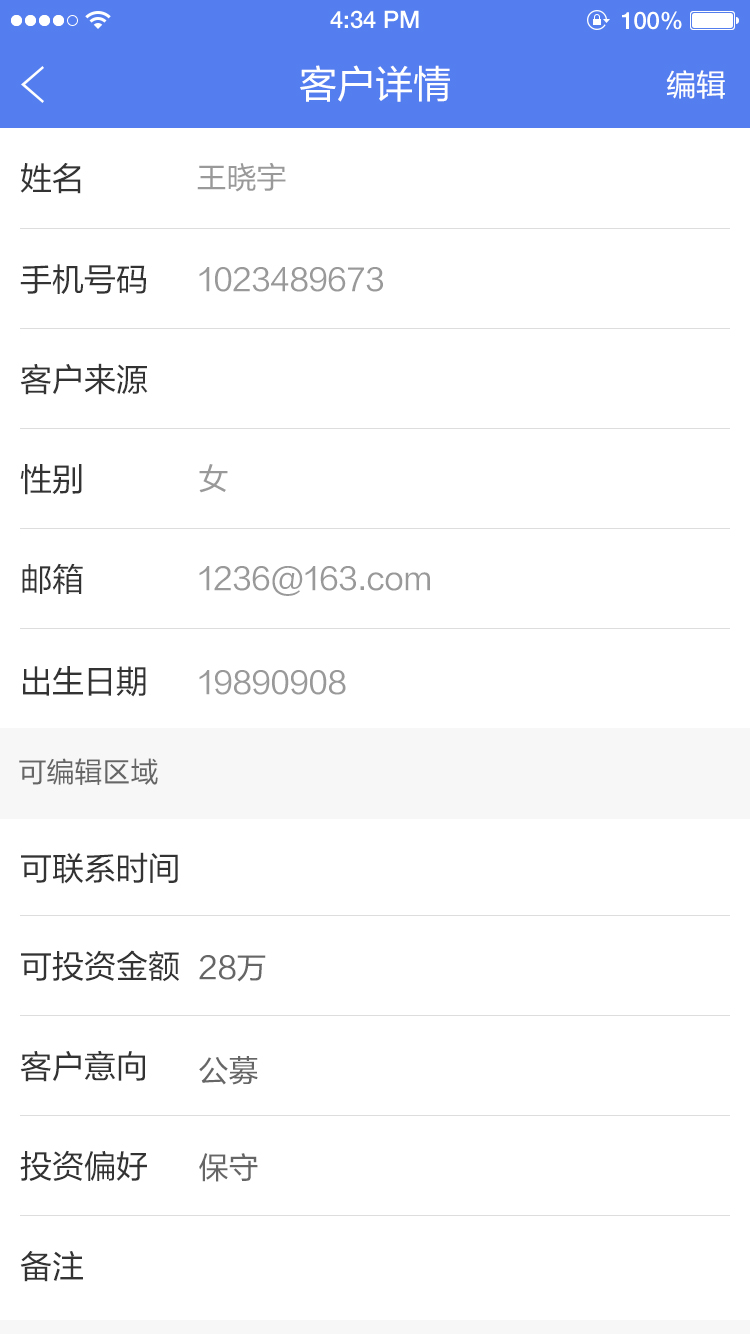 4:34 PM 100%
客户详情 编辑
姓名 王晓宇
手机号码 1023489673
客户来源
性别 女
邮箱 1236@163.com
出生日期 19890908
可编辑区域
可联系时间
可投资金额 28万
客户意向 公募
投资偏好 保守
备注